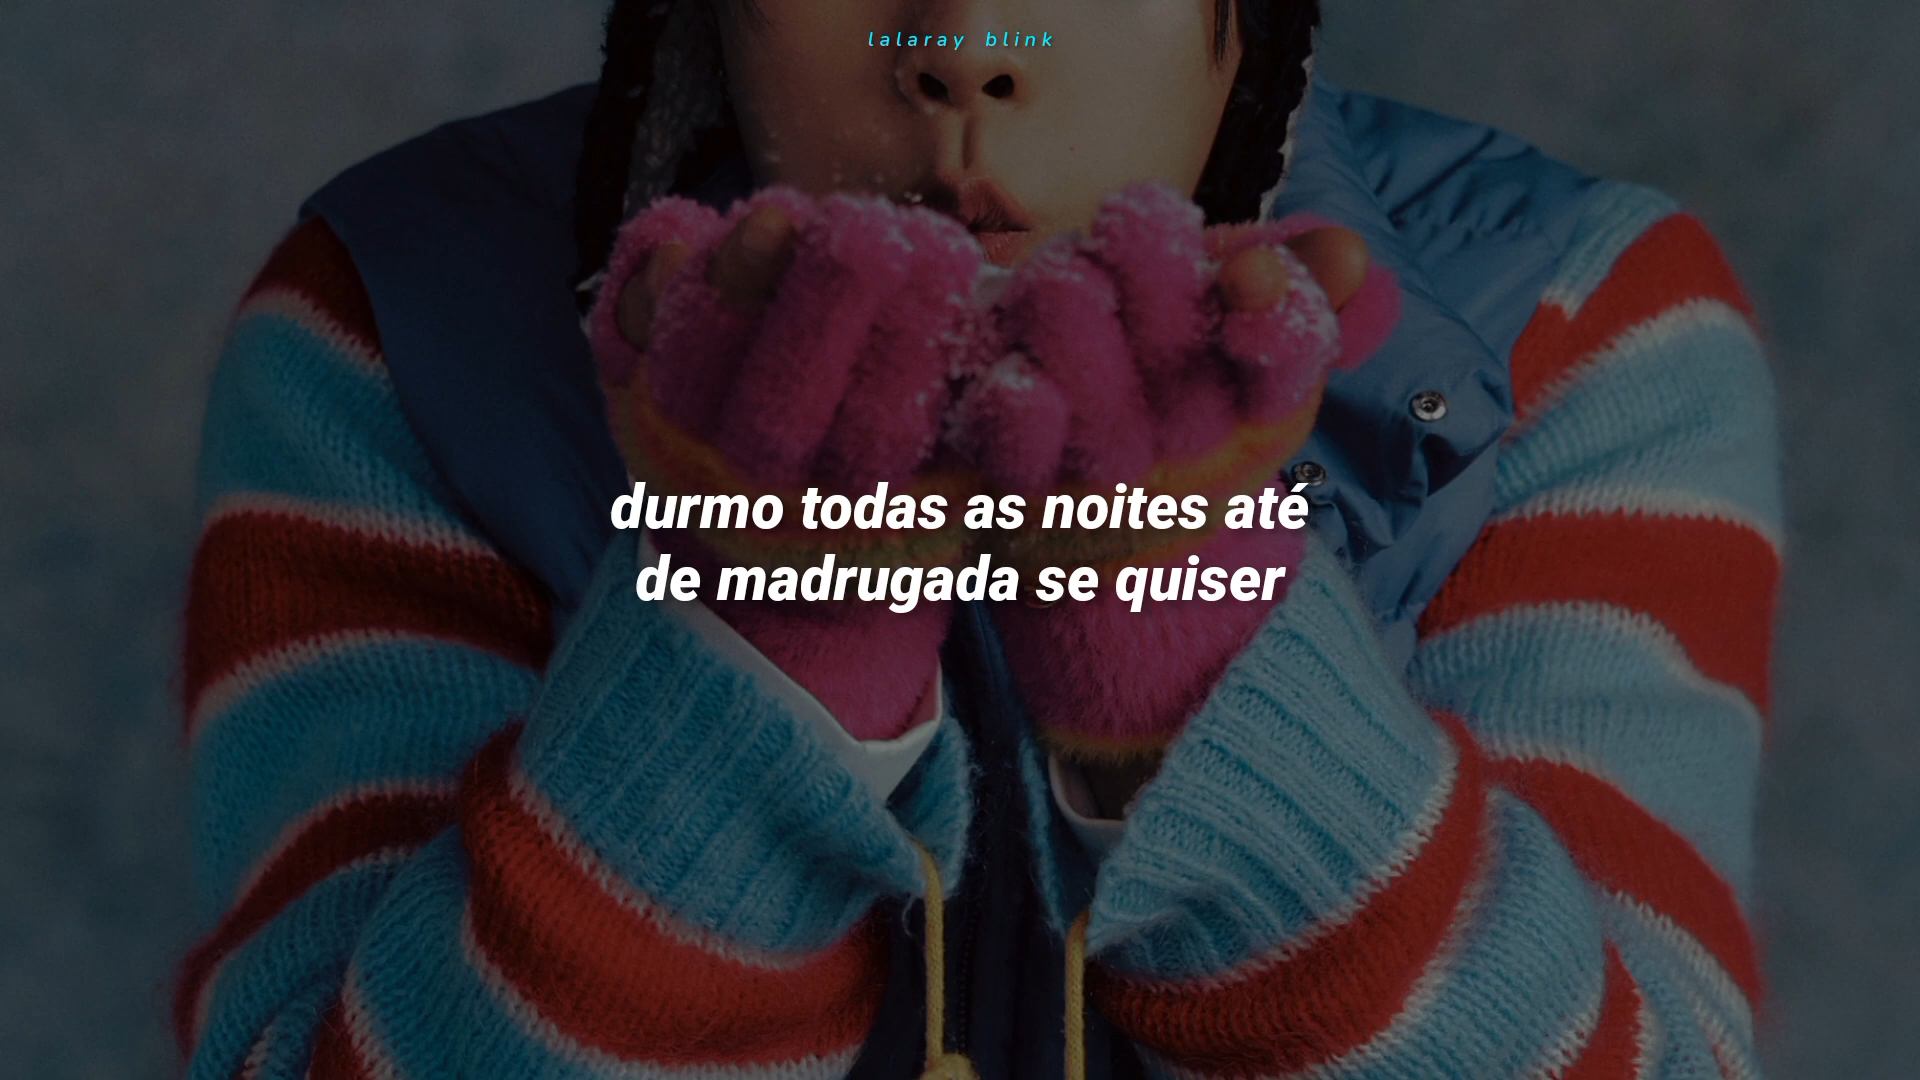 lalaray blink
durmo todas as noites até
de madrugada se quiser